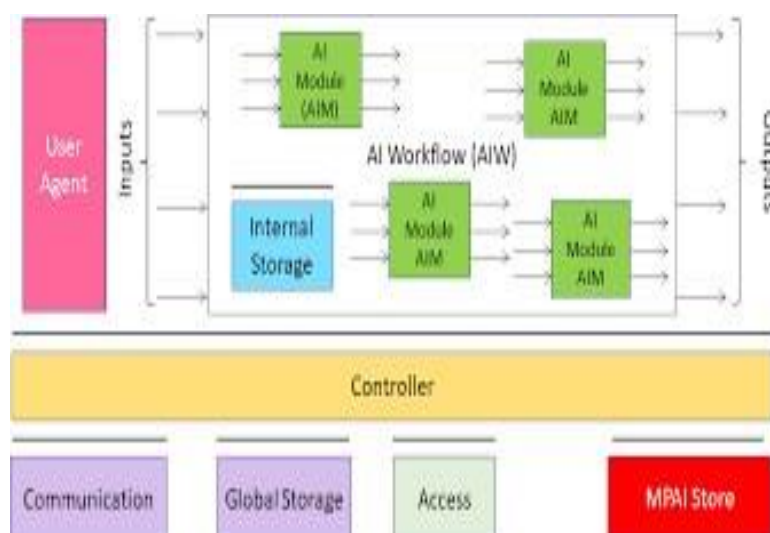 User
Agent
Inputs
AI
Module
(AIM)
AI
Module
AIM
AI Workflow (AIW)
Internal
Storage
AI
Module
AIM
AI
Module
AIM
Outputs
Controller
Communication
Global Storage
Access
MPAI Store